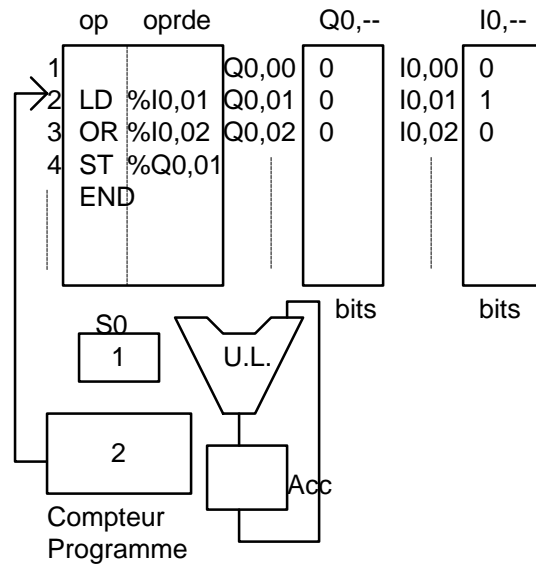 op oprde Q0,-- I0,--
1 Q0,00 0 I0,00 0
2 LD %I0,01 Q0,01 0 I0,01 1
3 OR %I0,02 Q0,02 0 I0,02 0
4 ST %Q0,01
END
bits bits
S0
1 U.L.
2
Acc
Compteur
Programme